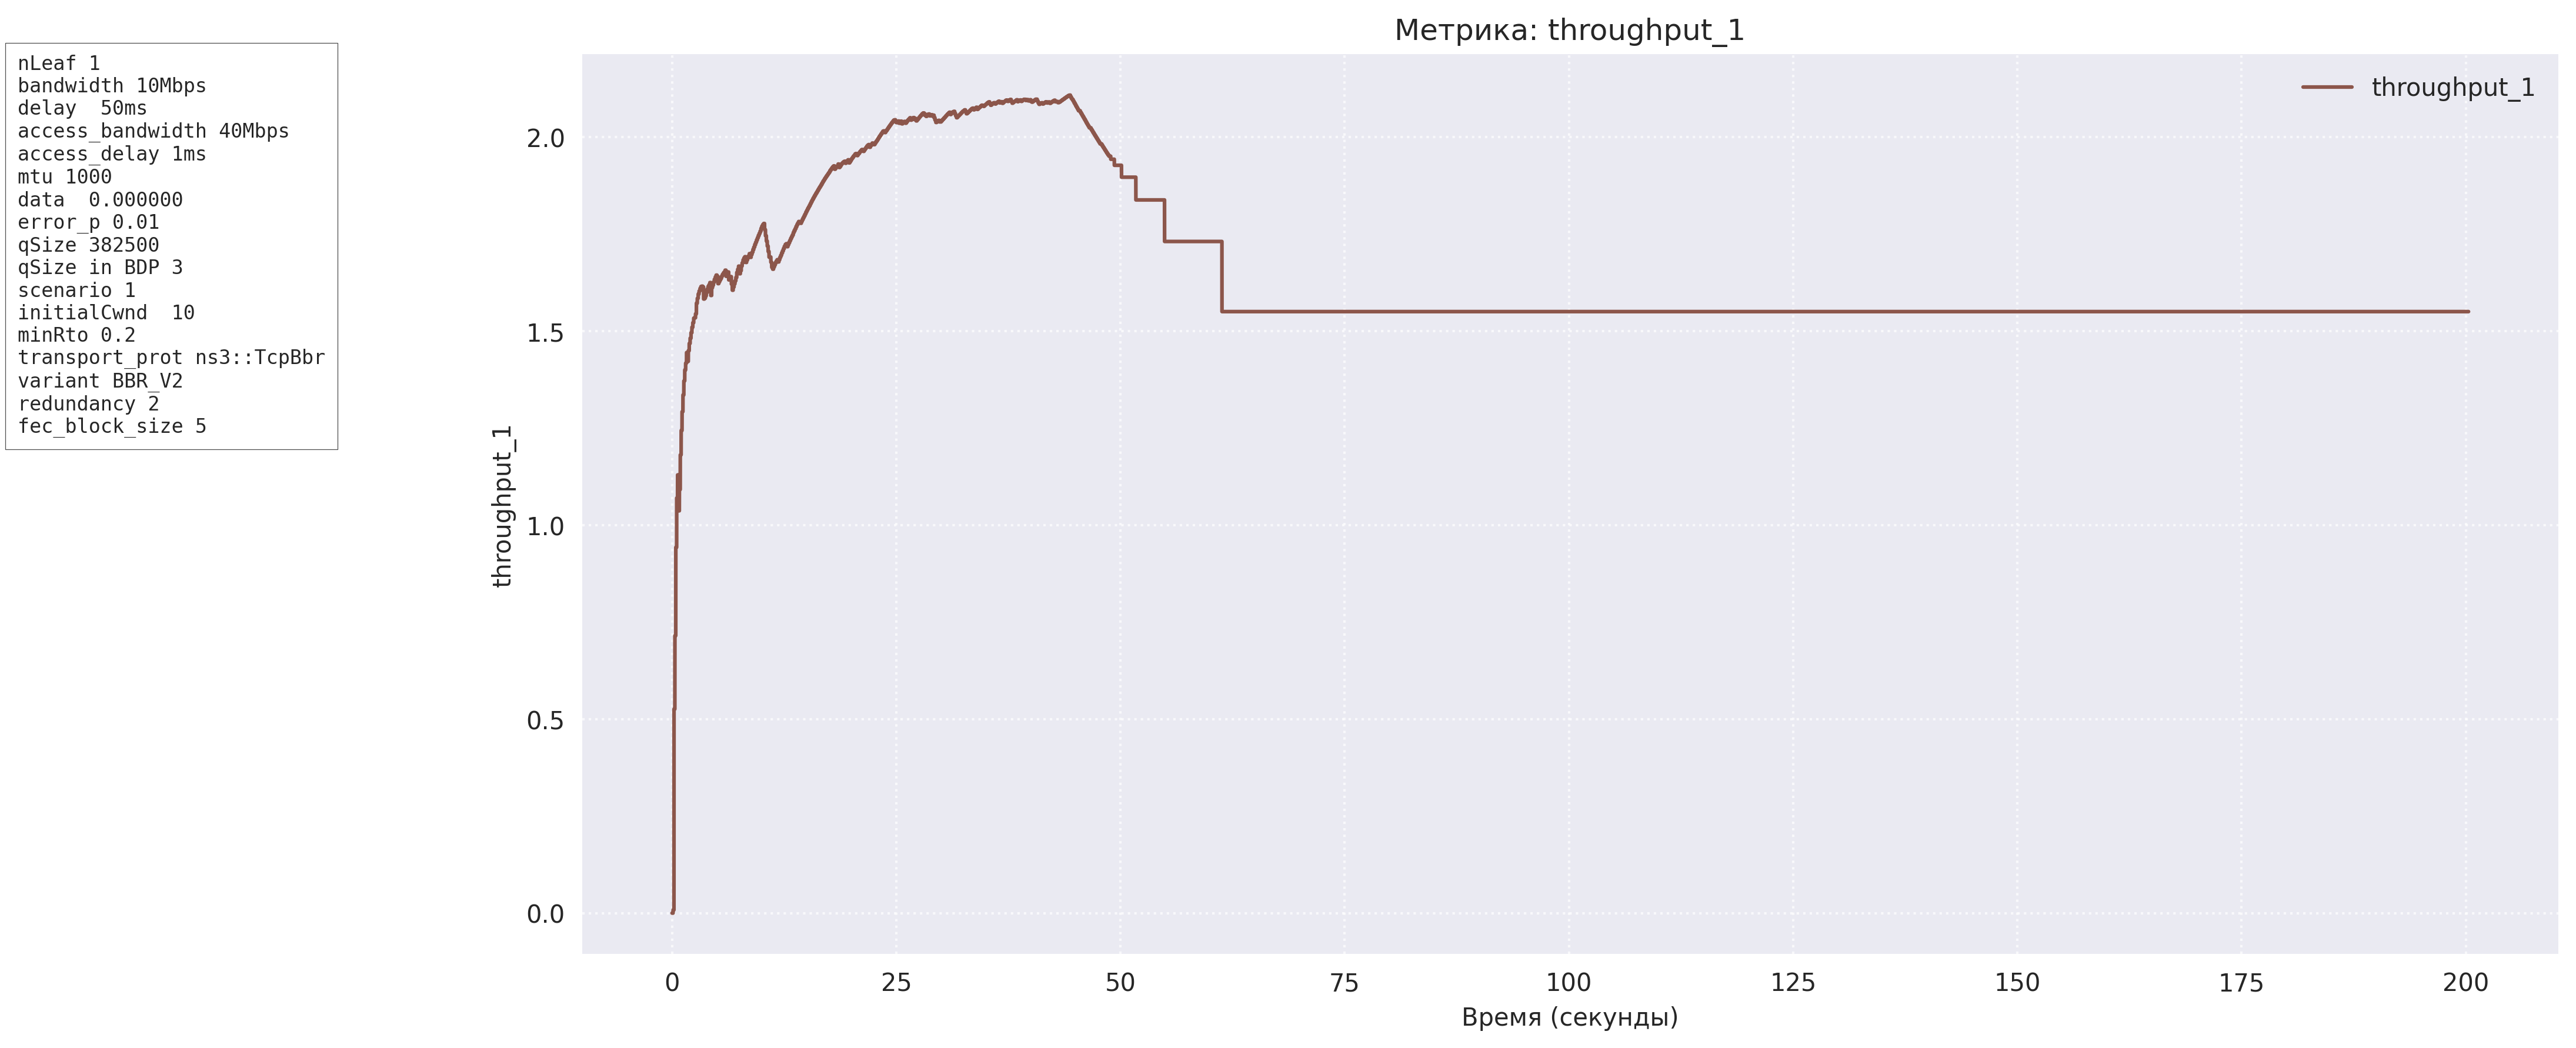 Метрика: throughput_1
nLeaf 1
bandwidth 10Mbps
delay  50ms
access_bandwidth 40Mbps
access_delay 1ms
mtu 1000
data  0.000000
error_p 0.01
qSize 382500
qSize in BDP 3
scenario 1
initialCwnd  10
minRto 0.2
transport_prot ns3::TcpBbr
variant BBR_V2
redundancy 2
fec_block_size 5
throughput_1
throughput_1
2.0
1.5
1.0
0.5
0.0
0 25 50 75 100 125 150 175 200
Время (секунды)